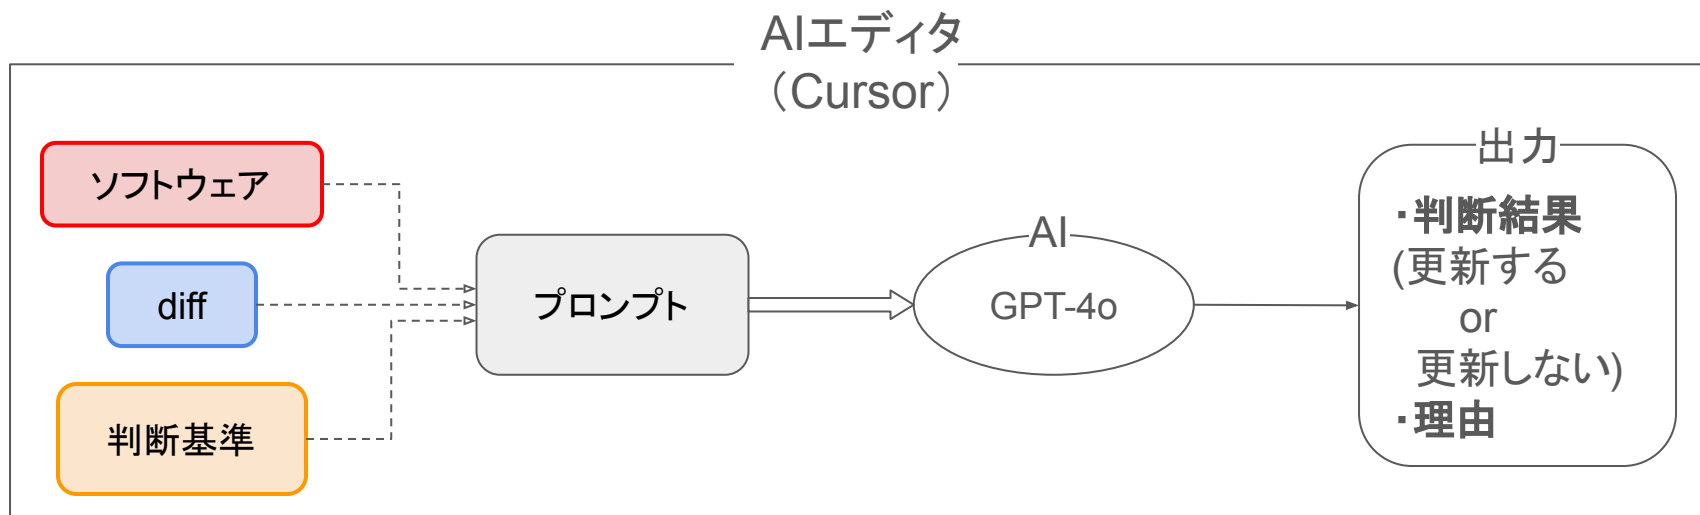 AIエディタ
（Cursor）
ソフトウェア
diff
判断基準
プロンプト
AI
GPT-4o
出力
・判断結果
(更新する
or
更新しない)
・理由